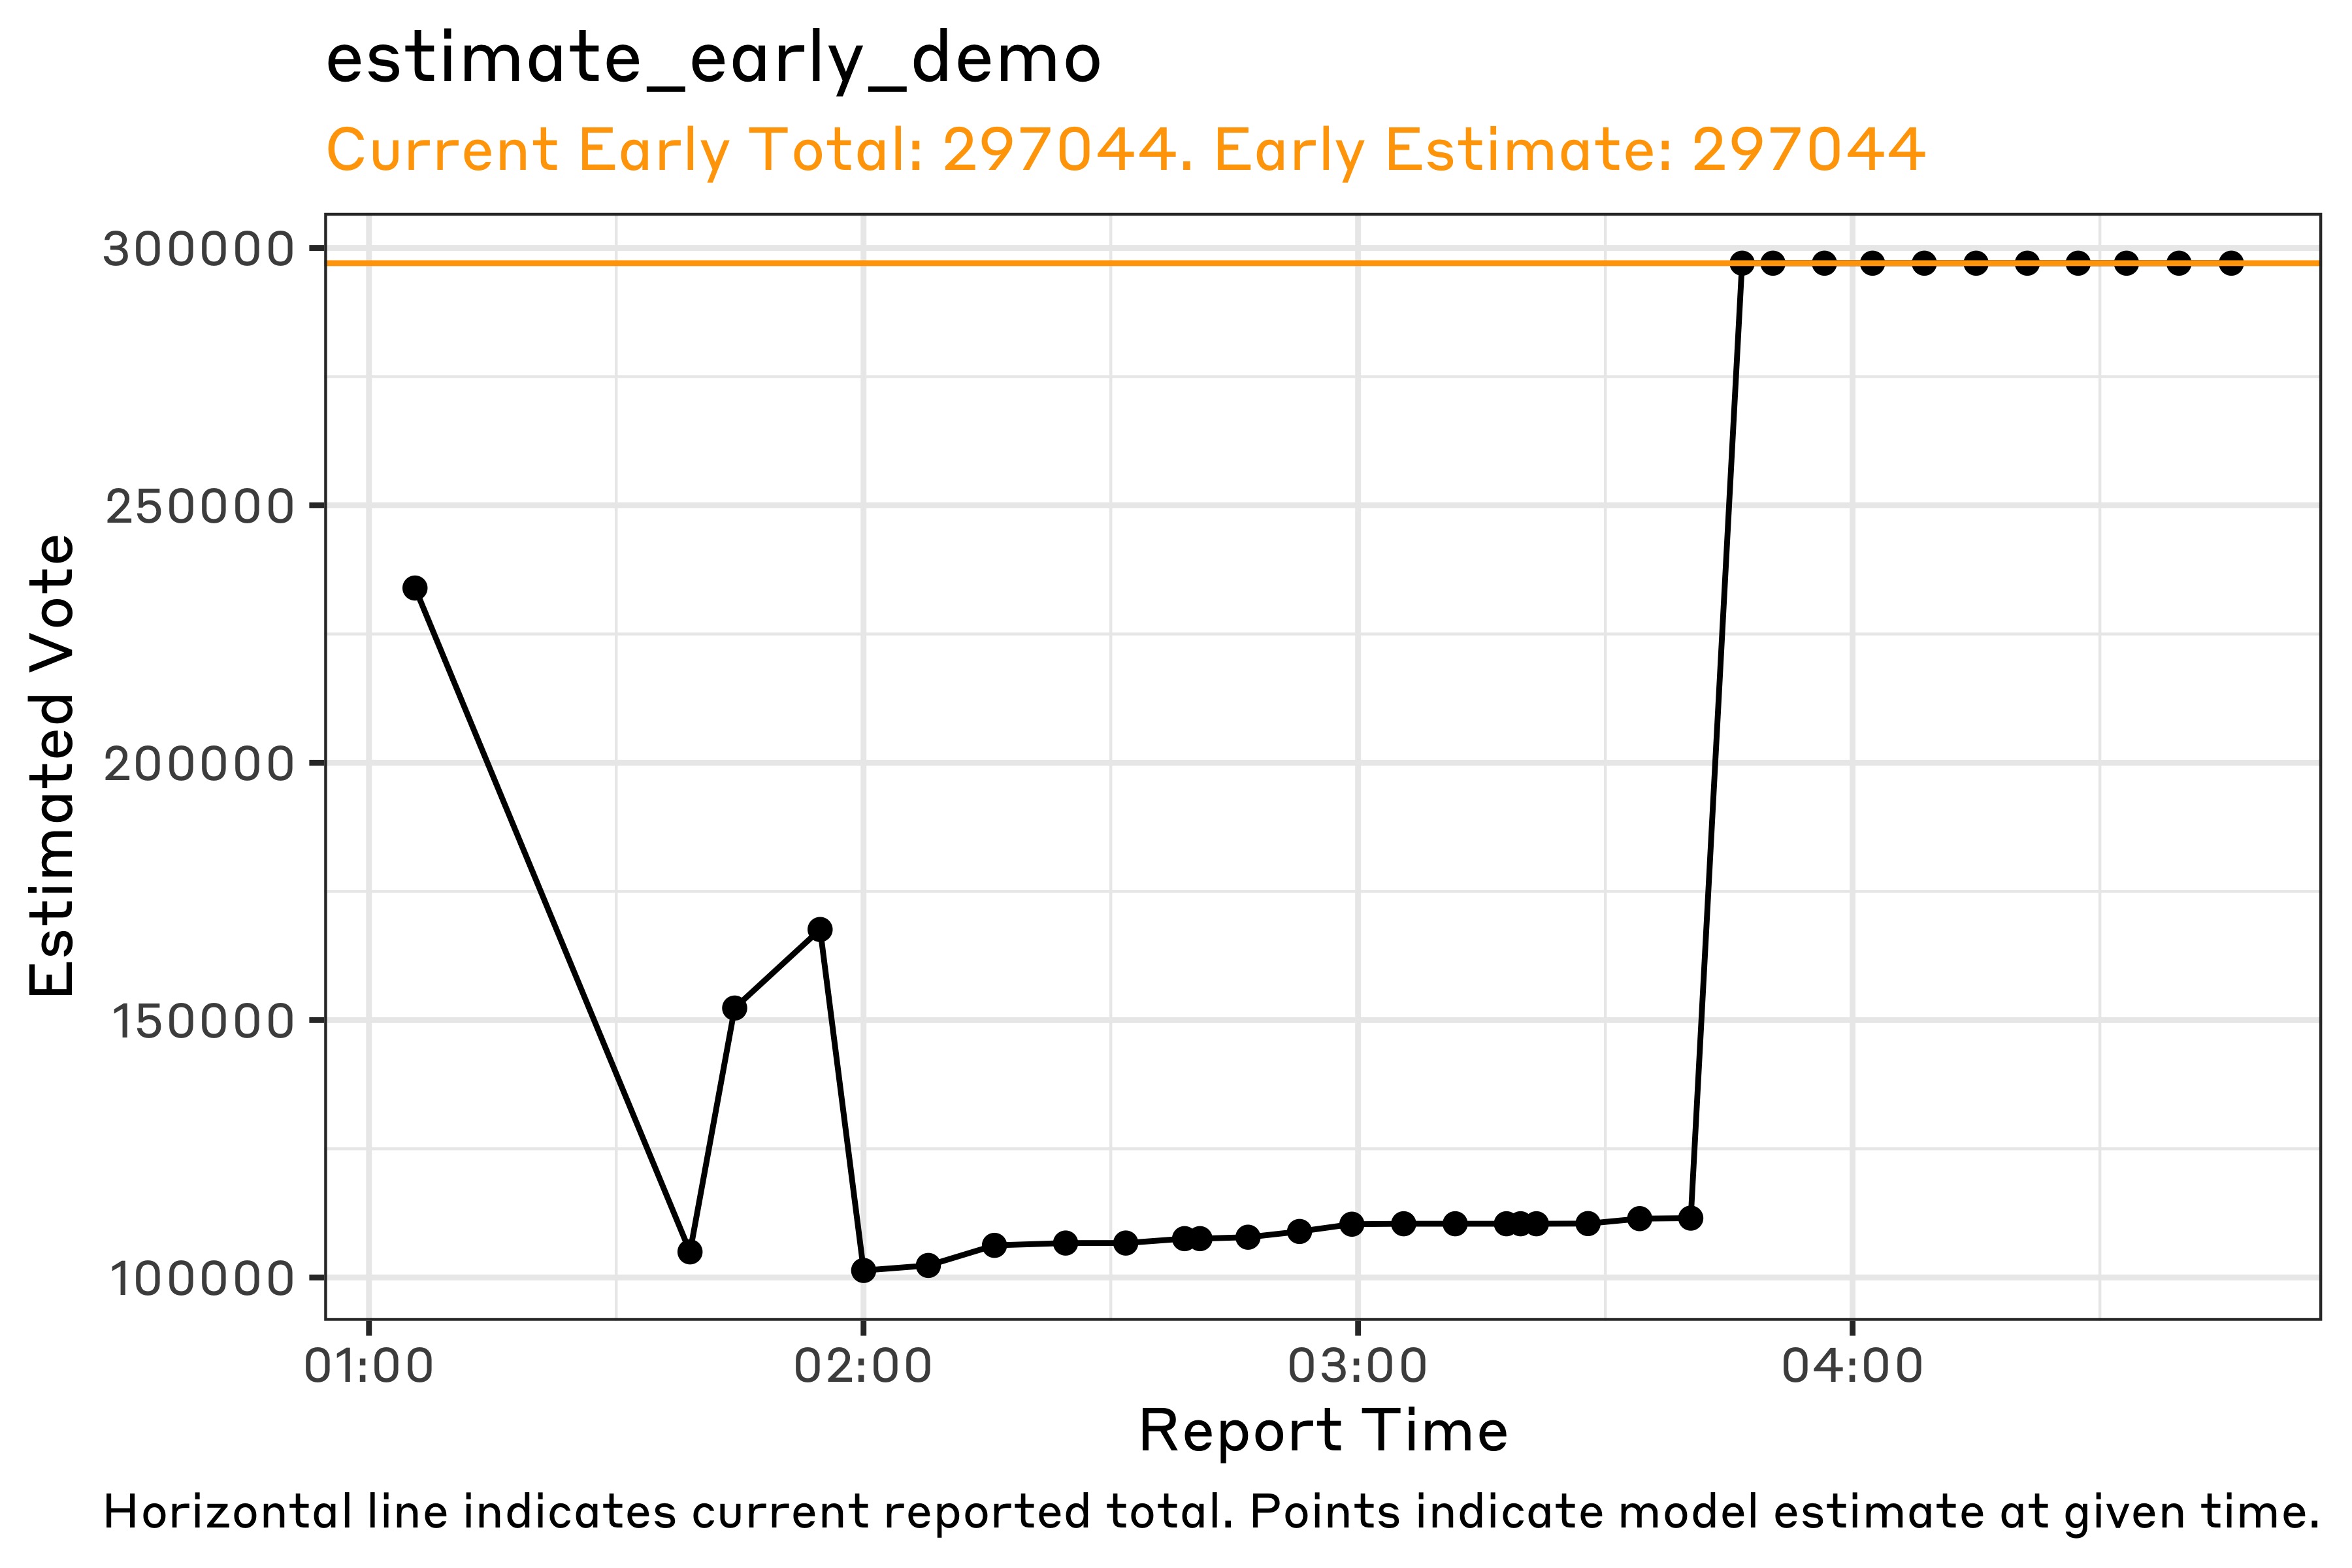 estimate_early_demo
Current Early Total: 297044. Early Estimate: 297044
300000
250000
200000
150000
100000
Estimated Vote
01:00 02:00 03:00 04:00
Report Time
Horizontal line indicates current reported total. Points indicate model estimate at given time.